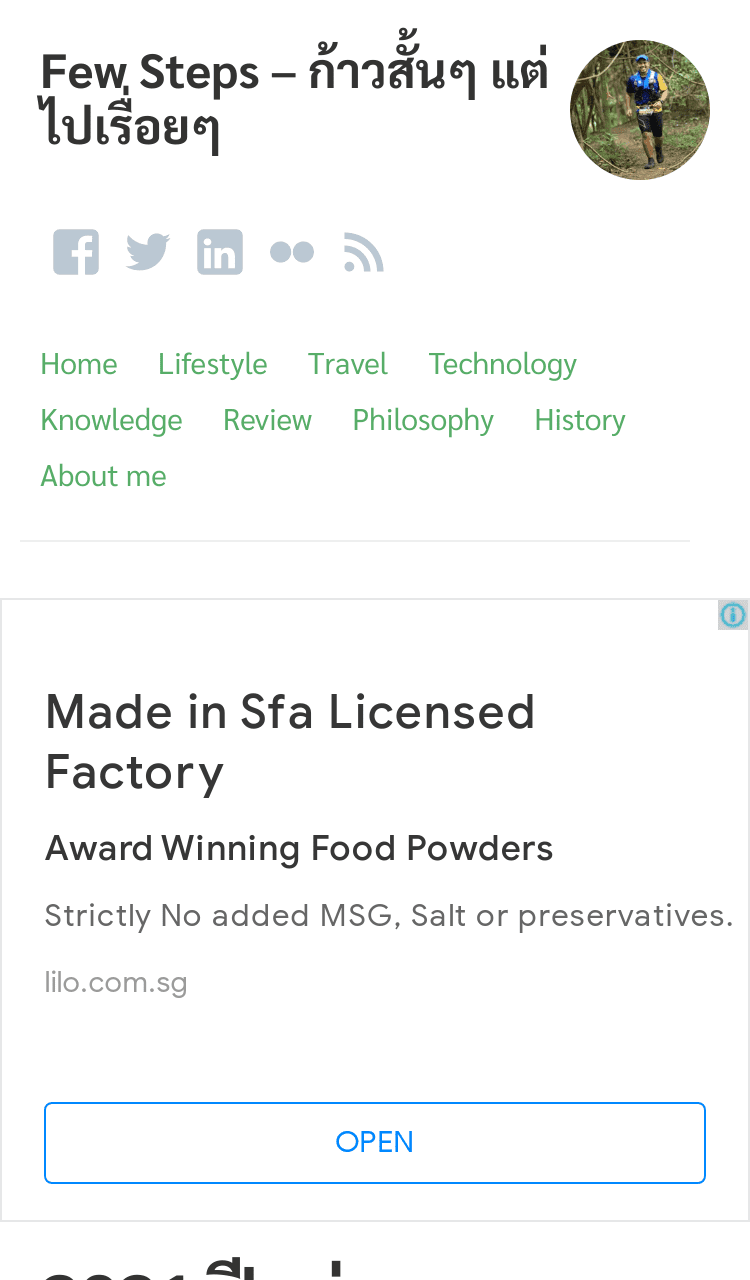 Few Steps – ก้าวสั้นๆ แต่
ไปเรื่อยๆ
Home Lifestyle Travel Technology
Knowledge Review Philosophy History
About me
Made in Sfa Licensed
Factory
Award Winning Food Powders
Strictly No added MSG, Salt or preservatives.
lilo.com.sg
OPEN